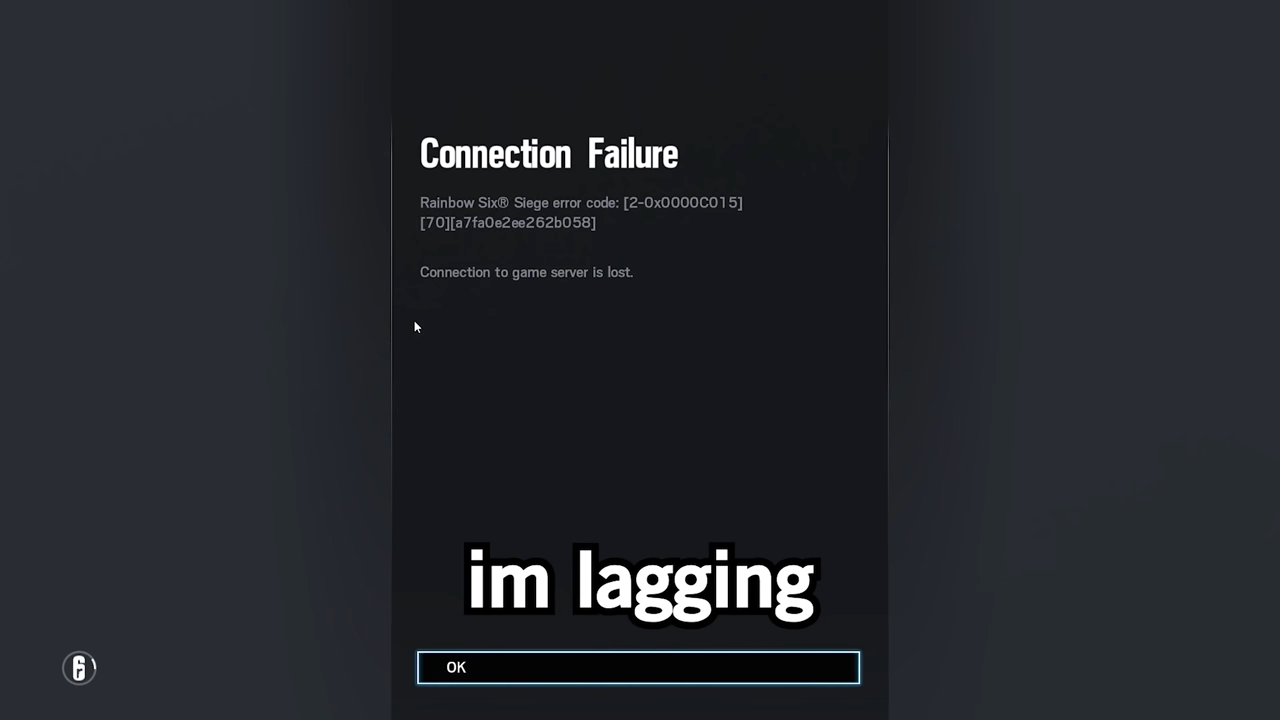 Connection Failure
Rainbow Six® Siege error code: [2-0x0000C015]
[70][a7fa0e2ee262b058]
Connection to game server is lost.
im lagging
OK
6